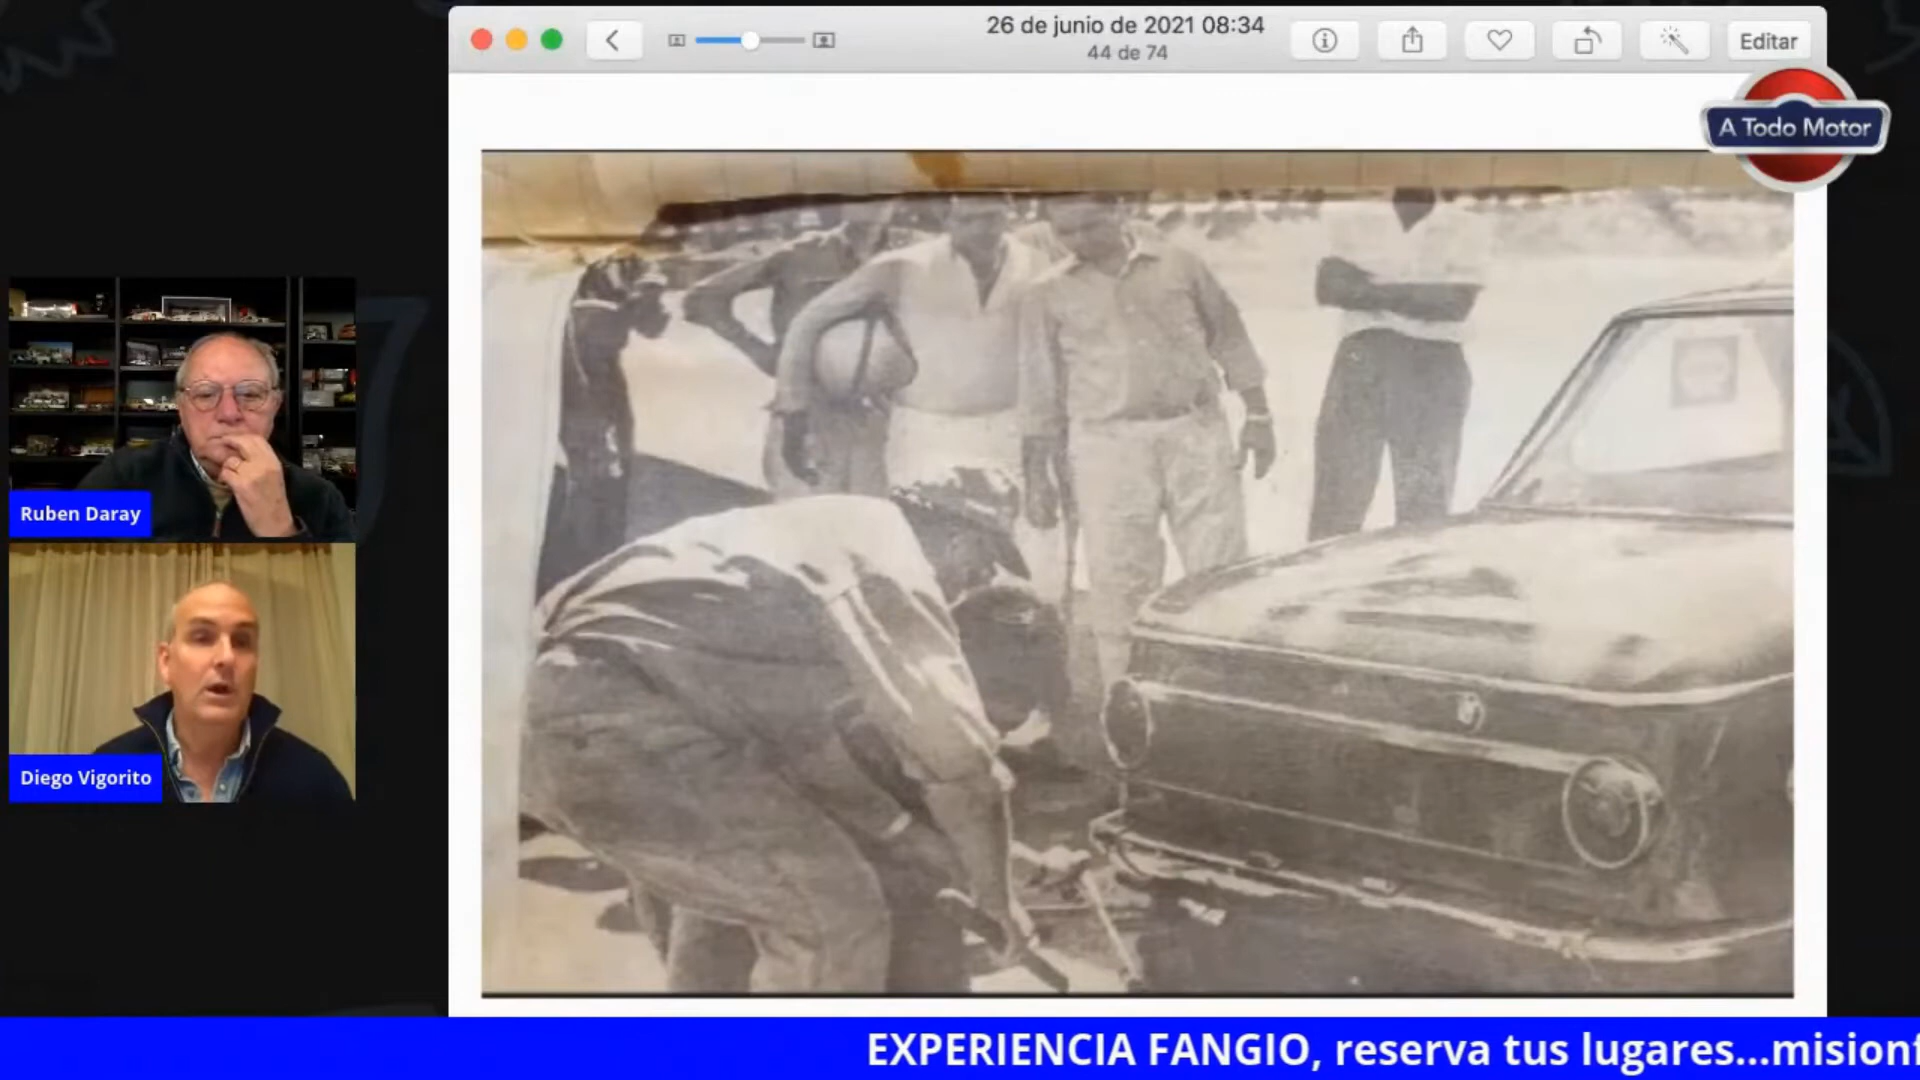 26 de junio de 2021 08:34
44 de 74
Editar
A Todo Motor
Ruben Daray
Diego Vigorito
EXPERIENCIA FANGIO, reserva tus lugares...misionf